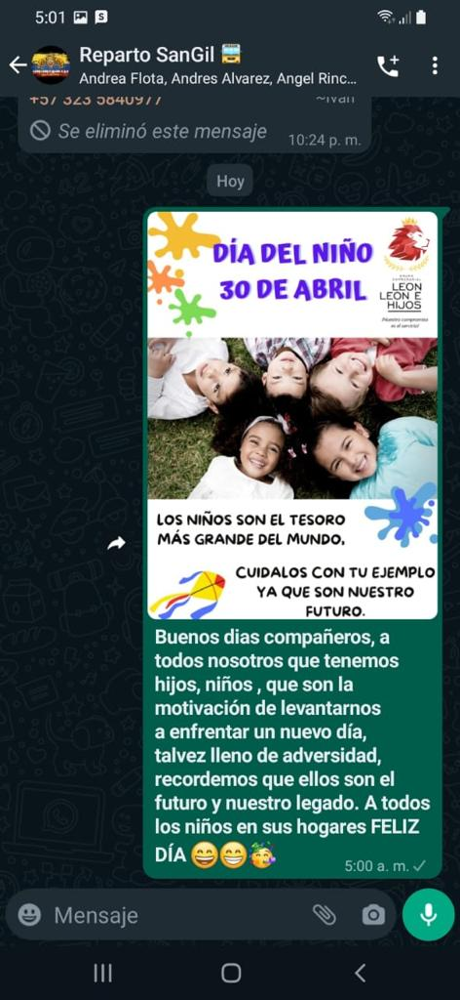 5:01
Reparto SanGil
Andrea Flota, Andres Alvarez, Angel Rinc...
+57 323 5840977
~Ivan
Se eliminó este mensaje
10:24 p. m.
Hoy
DÍA DEL NIÑO
30 DE ABRIL
GRUPO EMPRESARIAL
LEON
LEON E
HIJOS
¡Nuestro compromiso
es el servicio!
LOS NIÑOS SON EL TESORO
MÁS GRANDE DEL MUNDO,
CUIDALOS CON TU EJEMPLO
YA QUE SON NUESTRO
FUTURO.
Buenos dias compañeros, a
todos nosotros que tenemos
hijos, niños , que son la
motivación de levantarnos
a enfrentar un nuevo día,
talvez lleno de adversidad,
recordemos que ellos son el
futuro y nuestro legado. A todos
los niños en sus hogares FELIZ
DÍA 😄😁🥳
5:00 a. m.
Mensaje